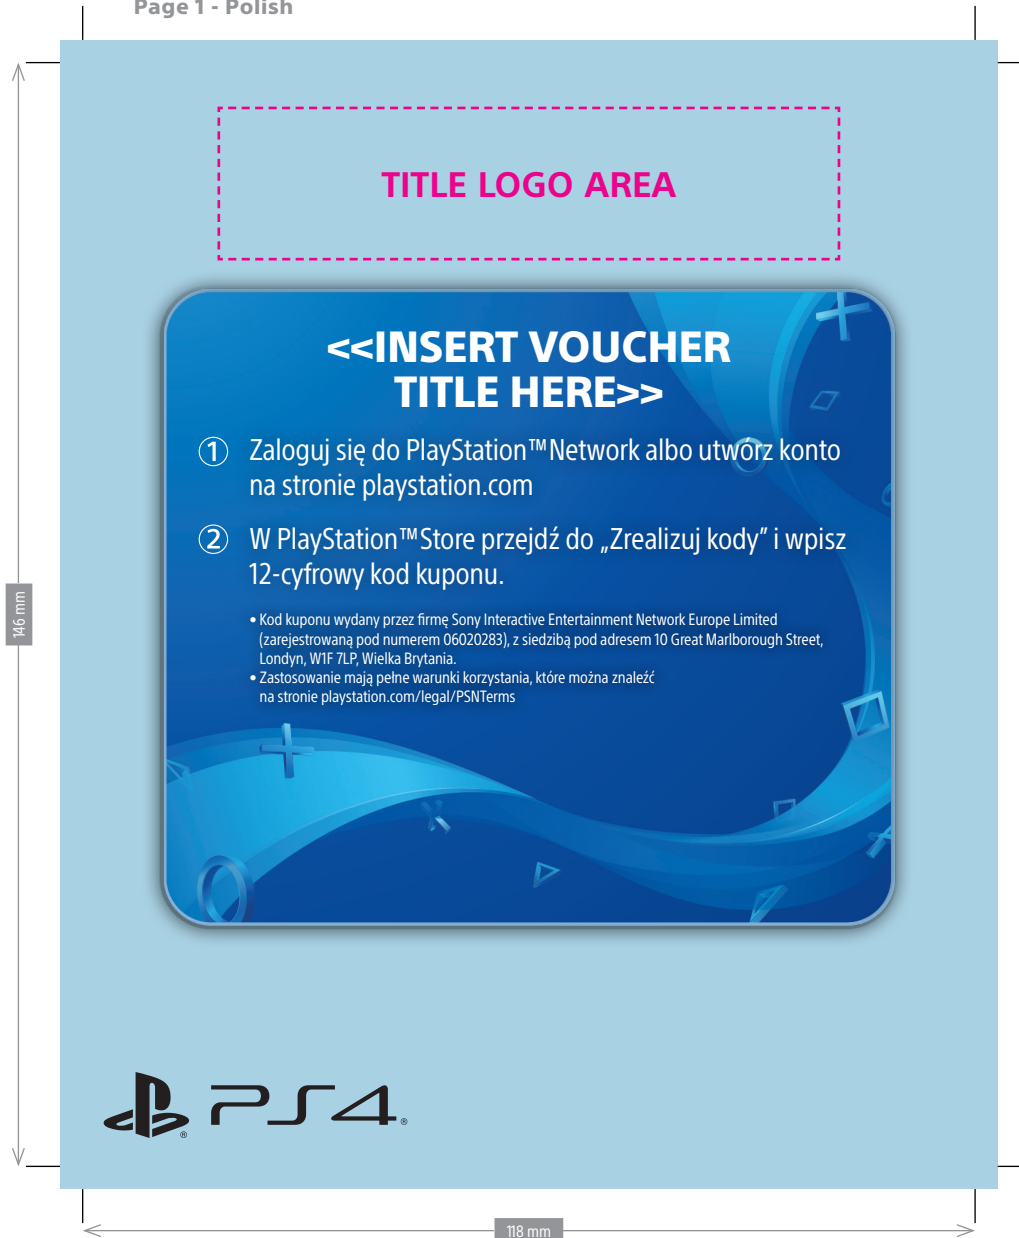 Page 1 - Polish
TITLE LOGO AREA
<<INSERT VOUCHER
TITLE HERE>>
1 Zaloguj się do PlayStation™Network albo utwórz konto
na stronie playstation.com
2 W PlayStation™Store przejdź do „Zrealizuj kody” i wpisz
12-cyfrowy kod kuponu.
• Kod kuponu wydany przez firmę Sony Interactive Entertainment Network Europe Limited
(zarejestrowaną pod numerem 06020283), z siedzibą pod adresem 10 Great Marlborough Street,
Londyn, W1F 7LP, Wielka Brytania.
• Zastosowanie mają pełne warunki korzystania, które można znaleźć
na stronie playstation.com/legal/PSNTerms
146 mm
® PS4®
118 mm